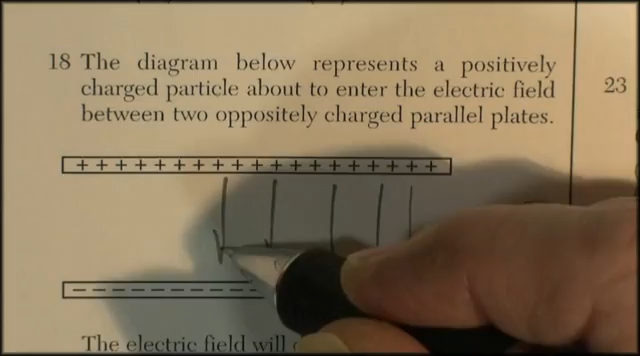 18 The diagram below represents a positively
charged particle about to enter the electric field
between two oppositely charged parallel plates.
23
+ + + + + + + + + + + + + + + + + + + +
− − − − − − − − − − −
The electric field will